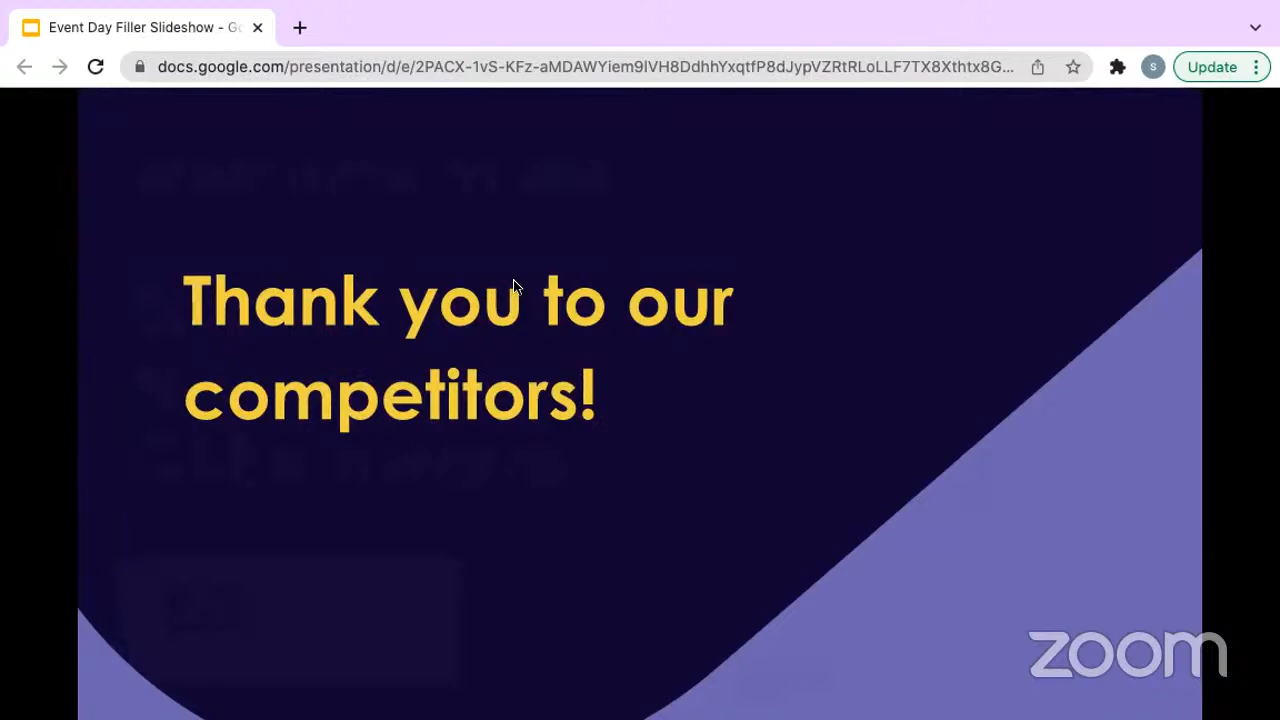 Event Day Filler Slideshow - Go
docs.google.com/presentation/d/e/2PACX-1vS-KFz-aMDAWYiem9lVH8DdhhYxqtfP8dJypVZRtRLoLLF7TX8Xthtx8G...
S
Update
Thank you to our
competitors!
zoom